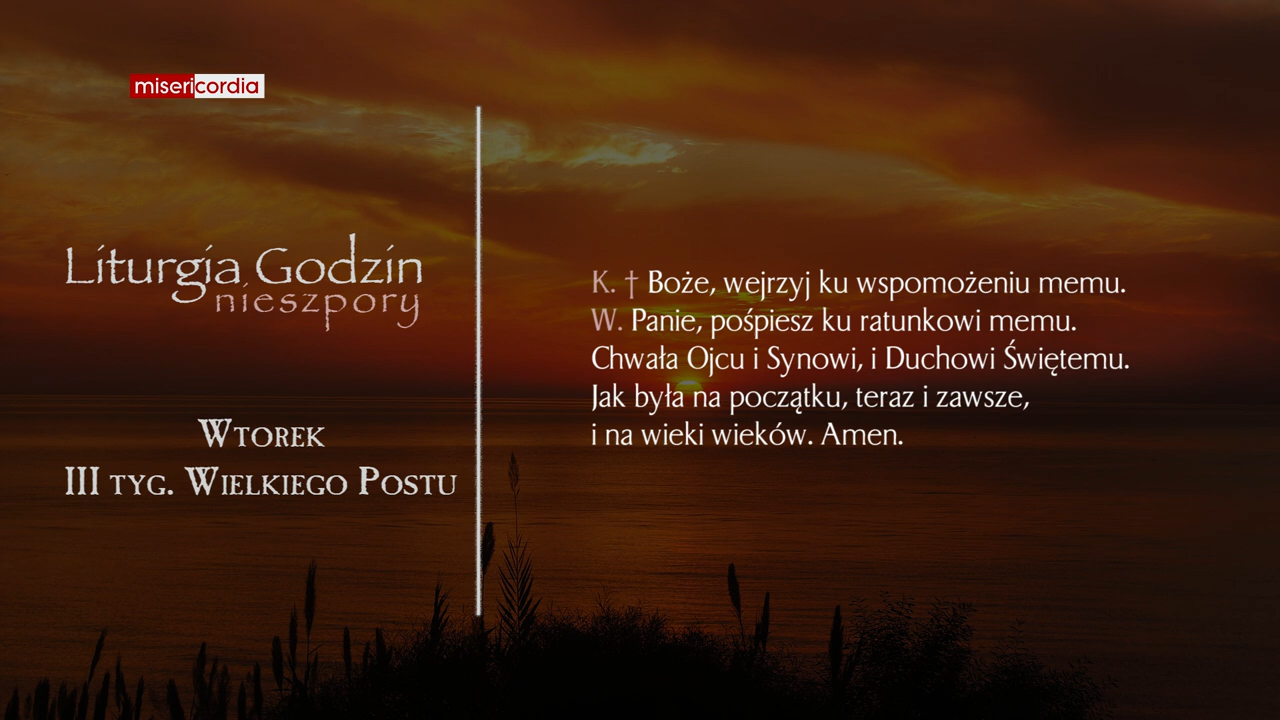 misericordia
Liturgia Godzin
nieszpory
Wtorek
III tyg. Wielkiego Postu
K. † Boże, wejrzyj ku wspomożeniu memu.
W. Panie, pośpiesz ku ratunkowi memu.
Chwała Ojcu i Synowi, i Duchowi Świętemu.
Jak była na początku, teraz i zawsze,
i na wieki wieków. Amen.